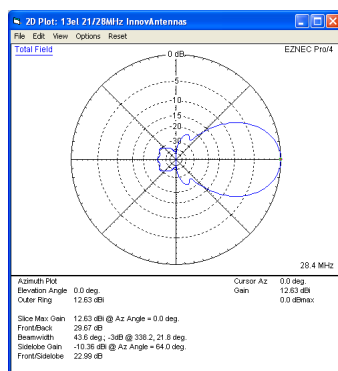 2D Plot: 13el 21/28MHz InnovAntennas
File Edit View Options Reset
Total Field
0 dB
EZNEC Pro/4
-5
-10
-15
-20
-30
28.4 MHz
Azimuth Plot
Elevation Angle 0.0 deg.
Outer Ring 12.63 dBi
Cursor Az 0.0 deg.
Gain 12.63 dBi
0.0 dBmax
Slice Max Gain 12.63 dBi @ Az Angle = 0.0 deg.
Front/Back 29.67 dB
Beamwidth 43.6 deg.; -3dB @ 338.2, 21.8 deg.
Sidelobe Gain -10.36 dBi @ Az Angle = 64.0 deg.
Front/Sidelobe 22.99 dB